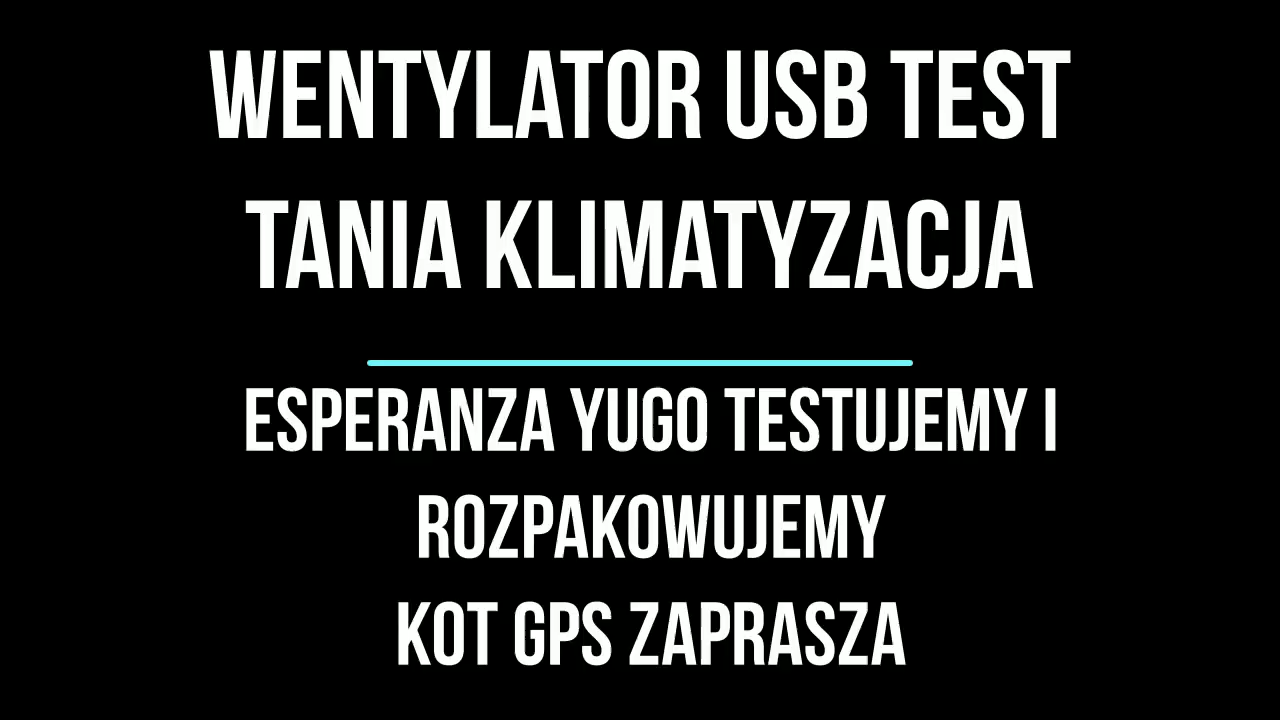 WENTYLATOR USB TEST
TANIA KLIMATYZACJA
ESPERANZA YUGO TESTUJEMY I
ROZPAKOWUJEMY
KOT GPS ZAPRASZA